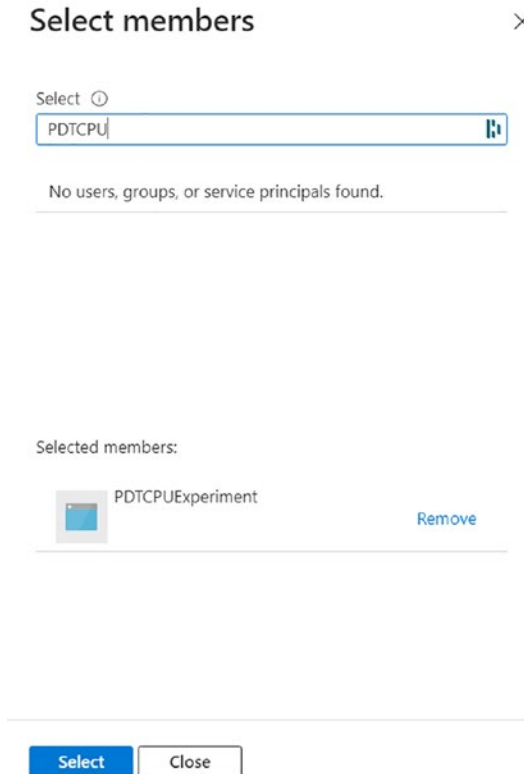 Select members
Select
PDTCPU
No users, groups, or service principals found.
Selected members:
PDTCPUExperiment
Remove
Select
Close